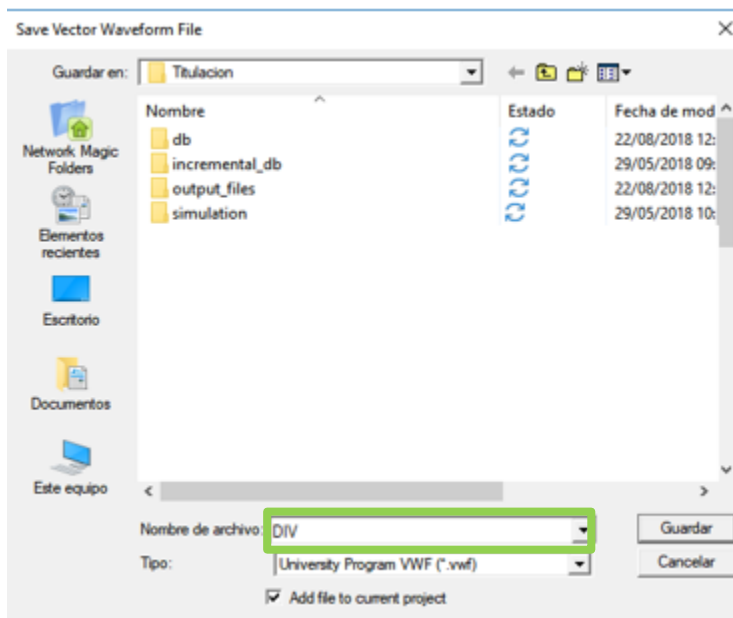 Save Vector Waveform File
Guardar en: Titulacion
Nombre Estado Fecha de mod
db 22/08/2018 12:
incremental_db 29/05/2018 09:
output_files 22/08/2018 12:
simulation 29/05/2018 10:
Network Magic
Folders
Elementos
recientes
Escritorio
Documentos
Este equipo
Nombre de archivo: DIV Guardar
Tipo: University Program VWF (*.vwf) Cancelar
Add file to current project